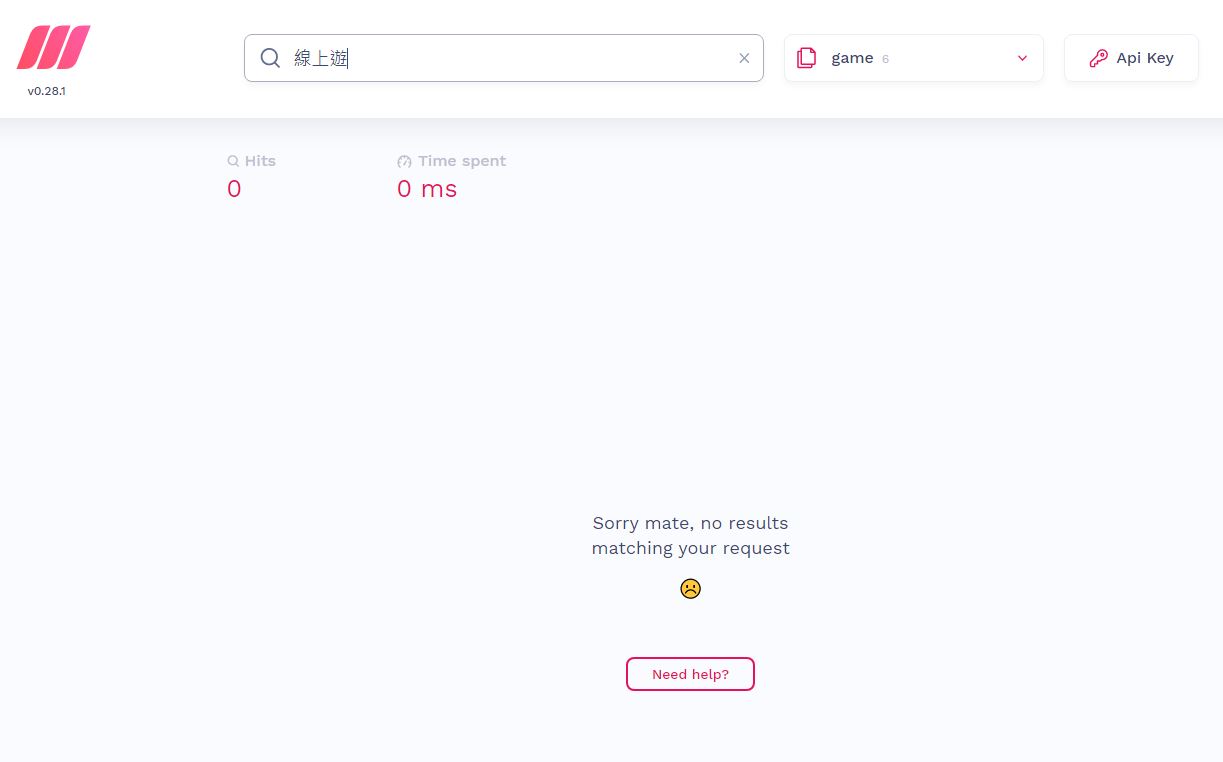 線上遊
game 6
Api Key
v0.28.1
Hits
Time spent
0
0 ms
Sorry mate, no results
matching your request
Need help?